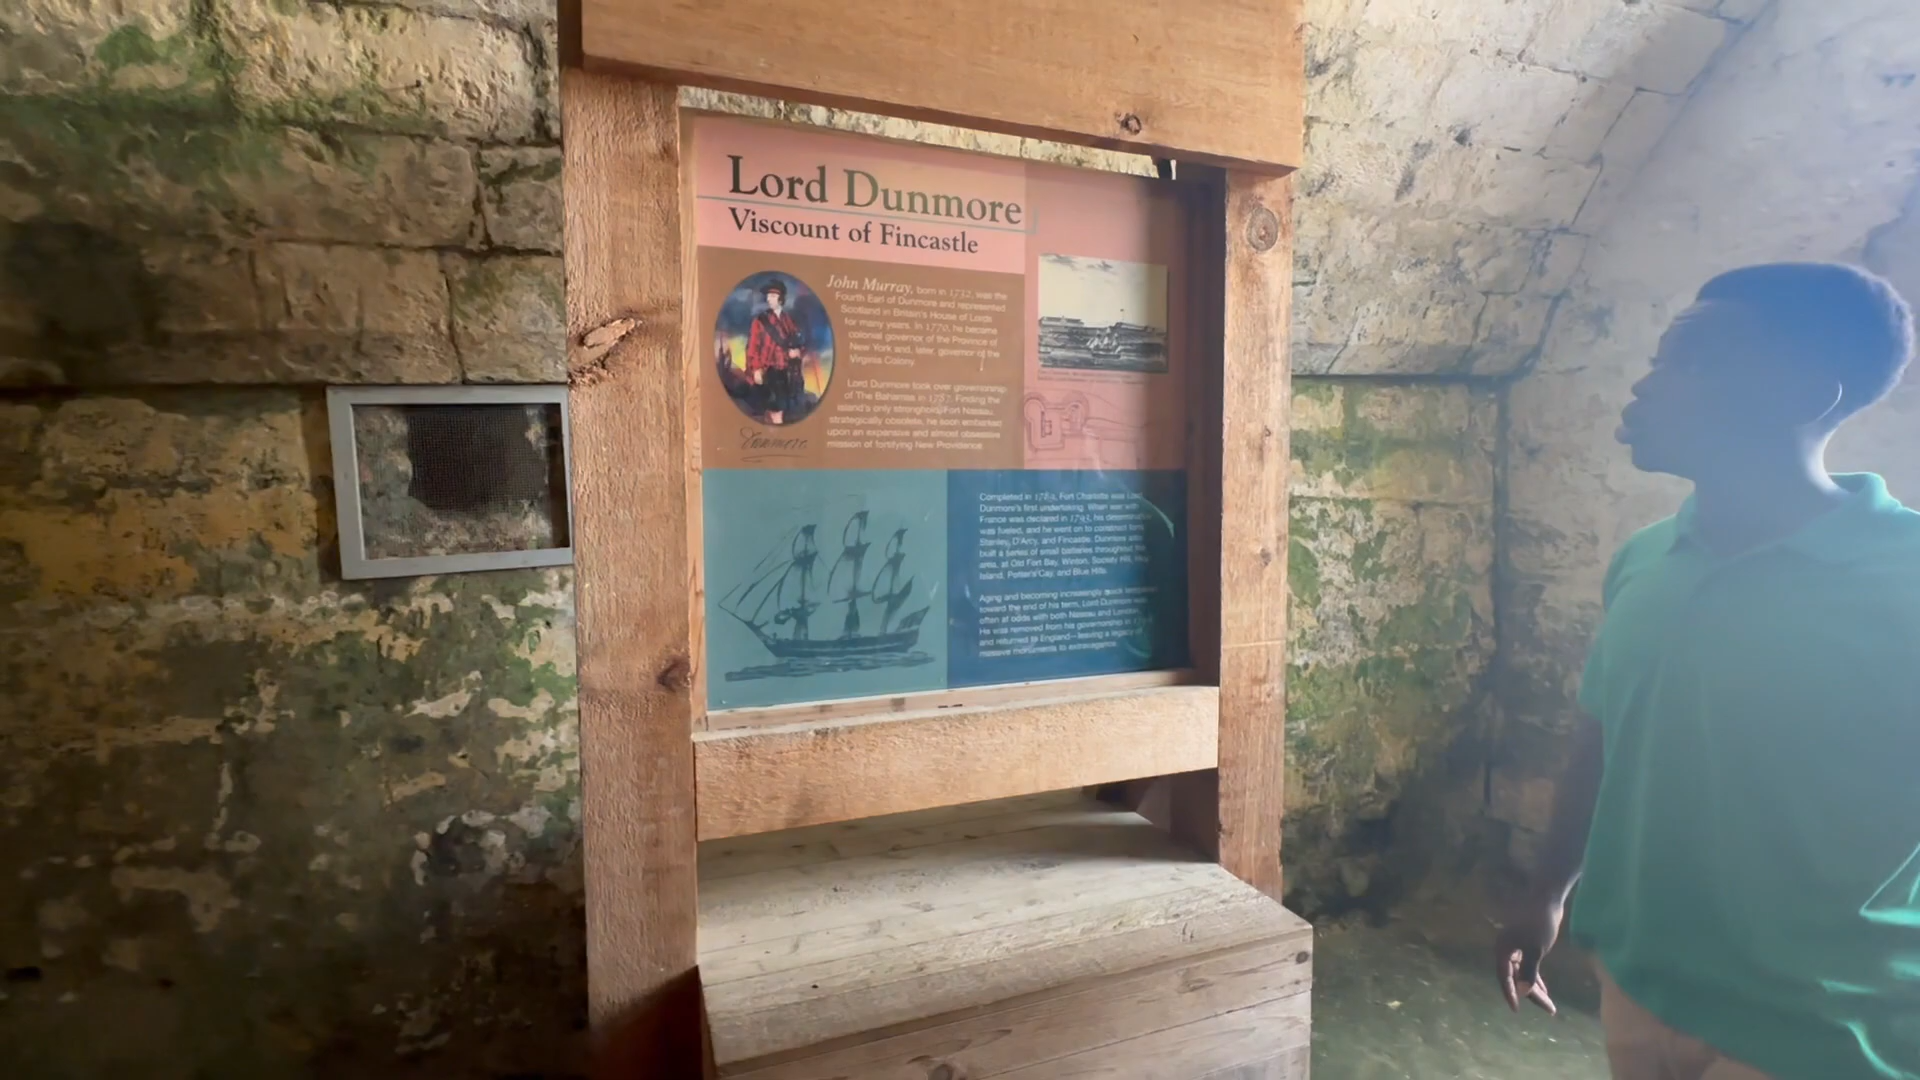 Lord Dunmore
Viscount of Fincastle
John Murray, born in 1732, was the
Fourth Earl of Dunmore and represented
Scotland in Britain's House of Lords
for many years. In 1770, he became
colonial governor of the Province of
New York and, later, governor of the
Virginia Colony.
Lord Dunmore took over governorship
of The Bahamas in 1787. Finding the
island's only stronghold, Fort Nassau,
strategically obsolete, he soon embarked
upon an expansive and almost obsessive
mission of fortifying New Providence.
Dunmore
Completed in 1789, Fort Charlotte was Lord
Dunmore's first undertaking. When war with
France was declared in 1793, his determination
was fueled, and he went on to construct forts
Stanley, D'Arcy, and Fincastle. Dunmore also
built a series of small batteries throughout the
area, at Old Fort Bay, Winton, Society Hill, Hog
Island, Potter's Cay, and Blue Hills.
Aging and becoming increasingly quick
toward the end of his term, Lord Dunmore was
often at odds with both Nassau and London.
He was removed from his governorship in
and returned to England—leaving a legacy of
massive monuments to extravagance.